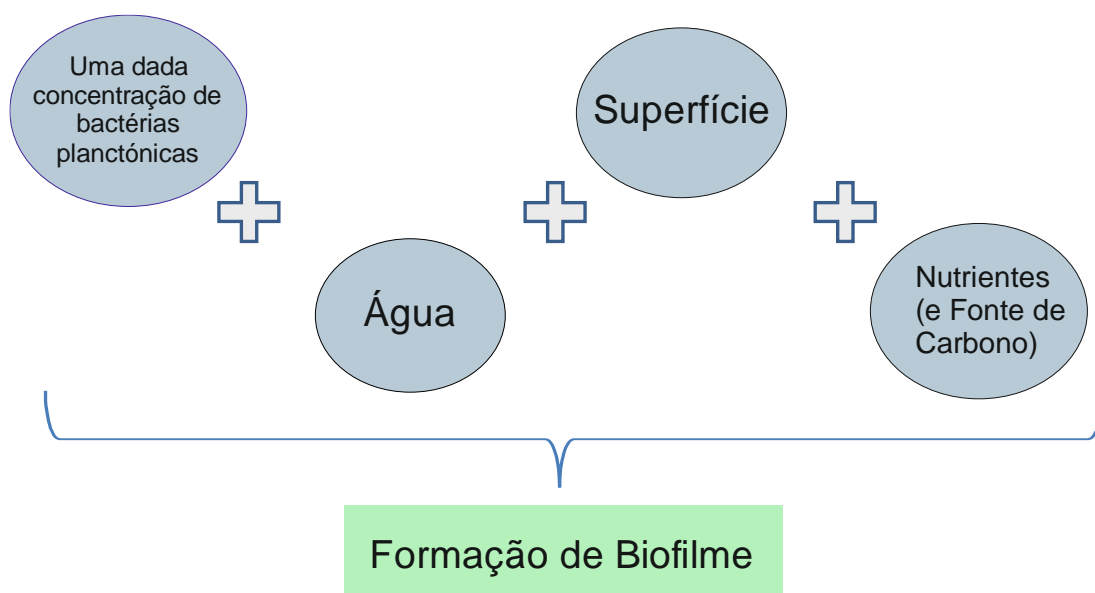 Uma dada
concentração de
bactérias
planctónicas
Água
Superfície
Nutrientes
(e Fonte de
Carbono)
Formação de Biofilme